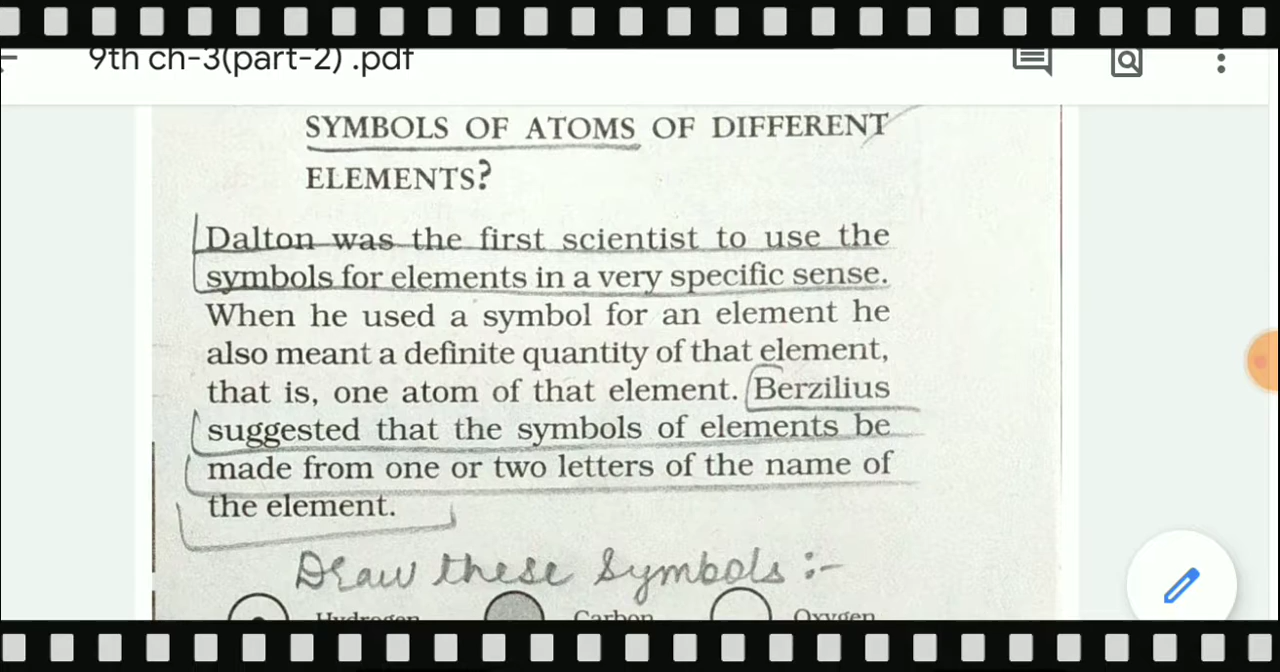 9th ch-3(part-2) .pdf
SYMBOLS OF ATOMS OF DIFFERENT
ELEMENTS?
Dalton was the first scientist to use the
symbols for elements in a very specific sense.
When he used a symbol for an element he
also meant a definite quantity of that element,
that is, one atom of that element. Berzilius
suggested that the symbols of elements be
made from one or two letters of the name of
the element.
Draw these Symbols :-
Hydrogen Carbon Oxygen